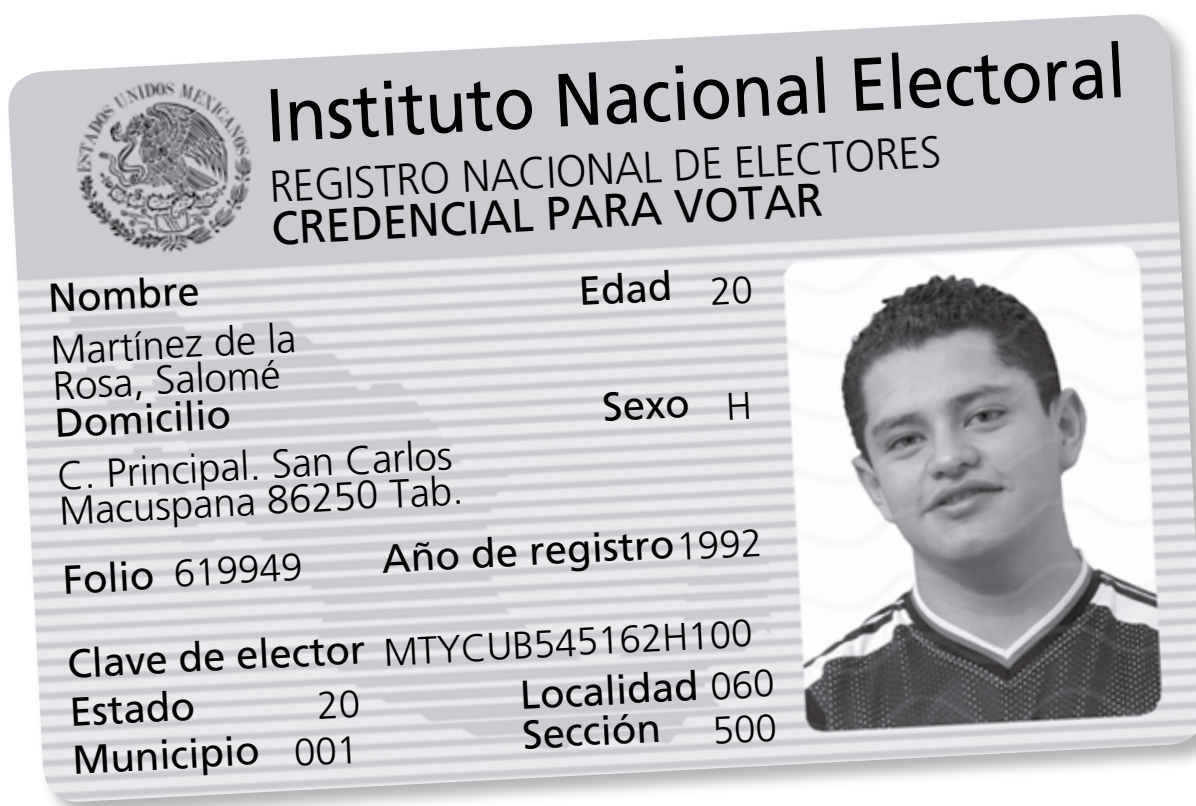 ESTADOS UNIDOS MEXICANOS
Instituto Nacional Electoral
REGISTRO NACIONAL DE ELECTORES
CREDENCIAL PARA VOTAR
Nombre
Edad 20
Martínez de la
Rosa, Salomé
Domicilio
Sexo H
C. Principal. San Carlos
Macuspana 86250 Tab.
Folio 619949 Año de registro 1992
Clave de elector MTYCUB545162H100
Estado 20 Localidad 060
Municipio 001 Sección 500